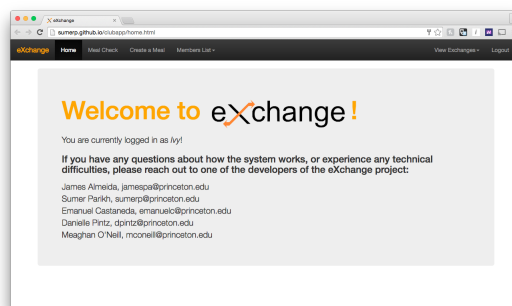 eXchange
sumerp.github.io/clubapp/home.html
eXchange Home Meal Check Create a Meal Members List View Exchanges Logout
Welcome to eXchange!
You are currently logged in as Ivy!
If you have any questions about how the system works, or experience any technical
difficulties, please reach out to one of the developers of the eXchange project:
James Almeida, jamespa@princeton.edu
Sumer Parikh, sumerp@princeton.edu
Emanuel Castaneda, emanuelc@princeton.edu
Danielle Pintz, dpintz@princeton.edu
Meaghan O'Neill, mconeill@princeton.edu